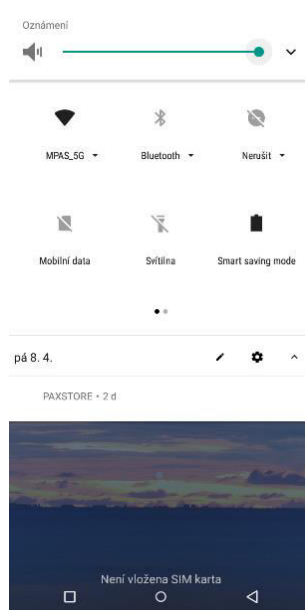 Oznámení
MPAS_5G
Bluetooth
Nerušit
Mobilní data
Svítilna
Smart saving mode
pá 8. 4.
PAXSTORE • 2 d
Není vložena SIM karta